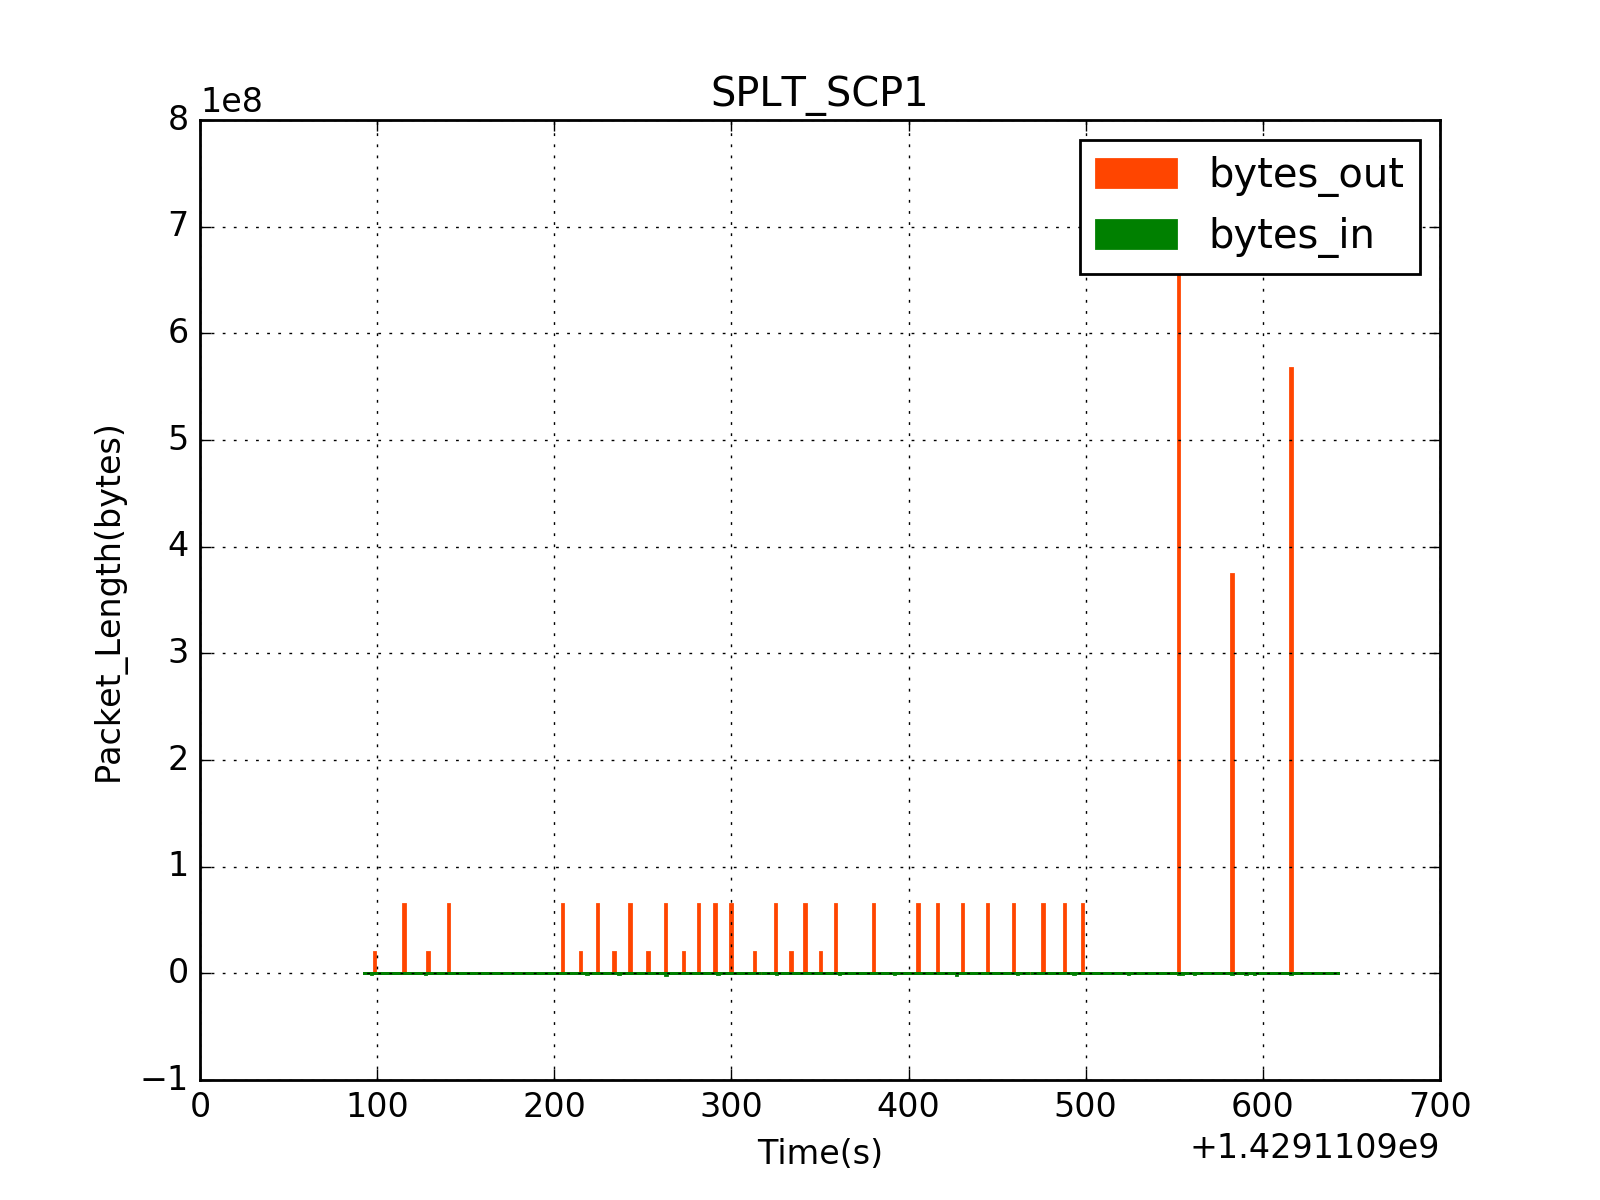 SPLT_SCP1
1e8
bytes_out
bytes_in
8
7
6
5
4
3
2
1
0
−1
Packet_Length(bytes)
0 100 200 300 400 500 600 700
Time(s)
+1.4291109e9